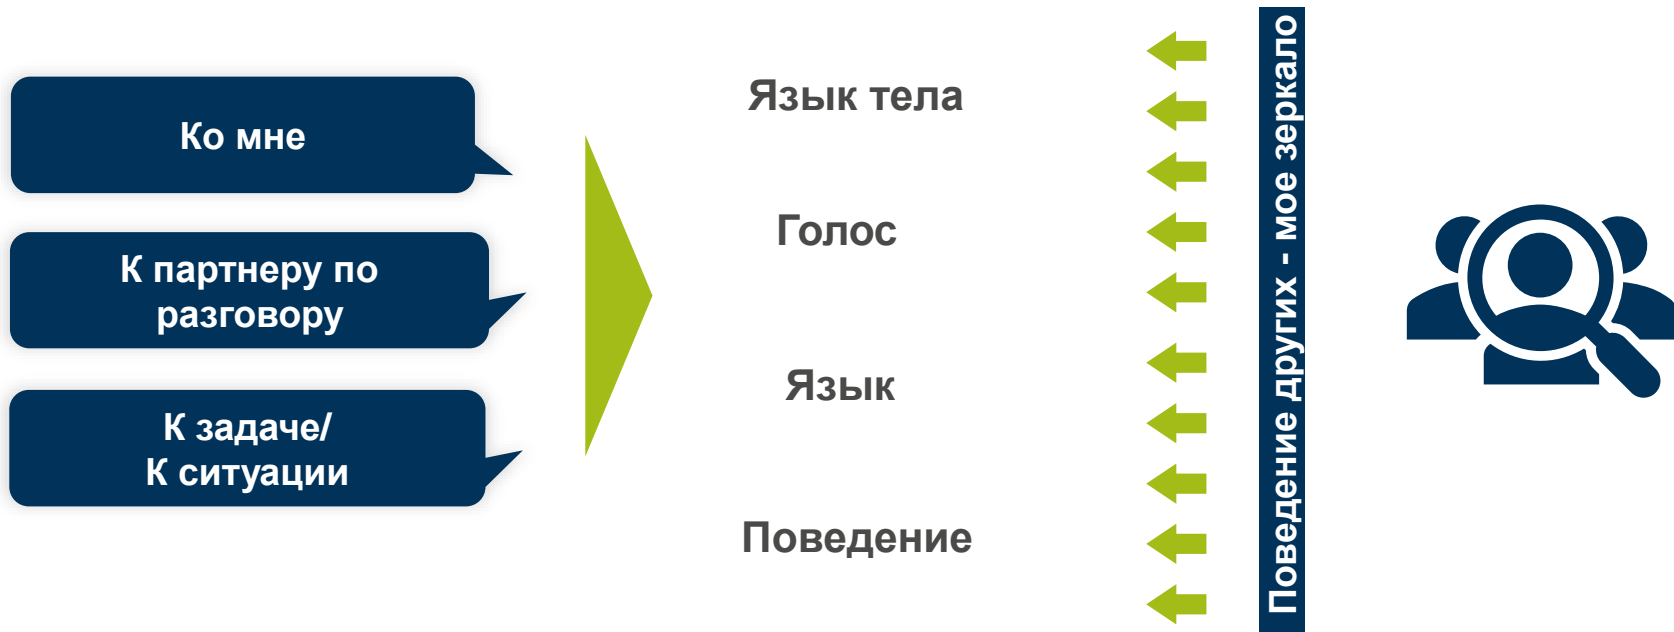 Ко мне
К партнеру по
разговору
К задаче/
К ситуации
Язык тела
Голос
Язык
Поведение
Поведение других - мое зеркало